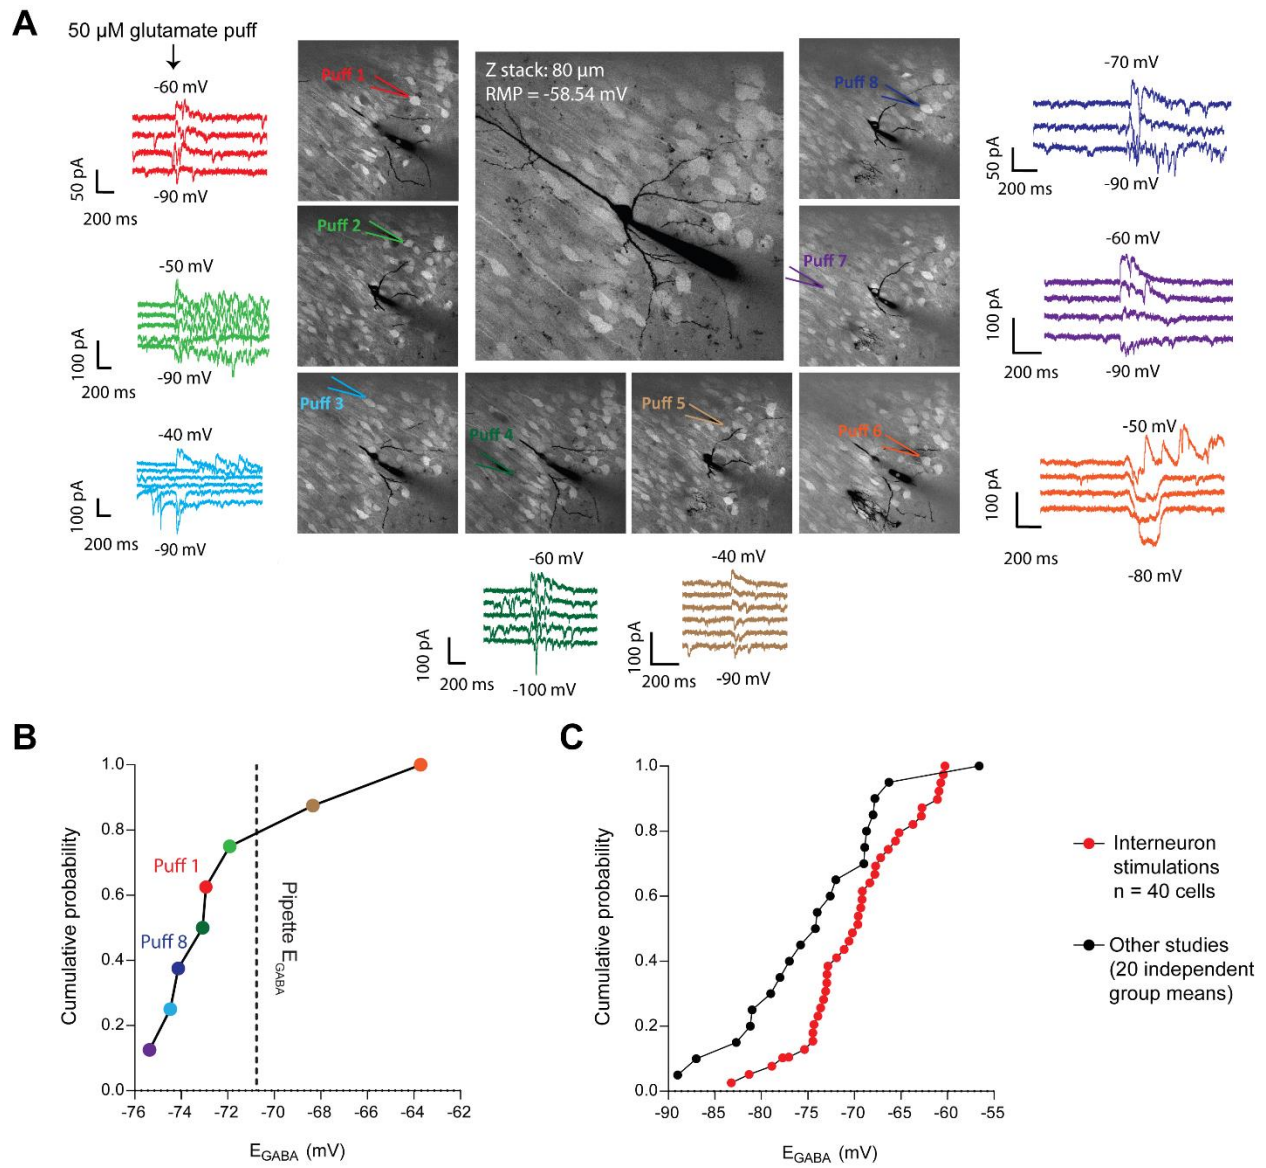 A
50 µM glutamate puff
-60 mV
50 pA
200 ms
-90 mV
-50 mV
100 pA
200 ms
-90 mV
-40 mV
100 pA
200 ms
-90 mV
Puff 1
Puff 2
Puff 3
Z stack: 80 µm
RMP = -58.54 mV
Puff 4
Puff 5
Puff 8
Puff 7
Puff 6
-70 mV
50 pA
200 ms
-90 mV
-60 mV
100 pA
200 ms
-90 mV
-50 mV
100 pA
200 ms
-80 mV
-60 mV
100 pA
200 ms
-100 mV
-40 mV
100 pA
200 ms
-90 mV
B
Cumulative probability
1.0
0.8
0.6
0.4
0.2
0.0
Puff 1
Puff 8
Pipette EGABA
-76 -74 -72 -70 -68 -66 -64 -62
EGABA (mV)
C
Cumulative probability
1.0
0.8
0.6
0.4
0.2
0.0
-90 -85 -80 -75 -70 -65 -60 -55
EGABA (mV)
Interneuron
stimulations
n = 40 cells
Other studies
(20 independent
group means)